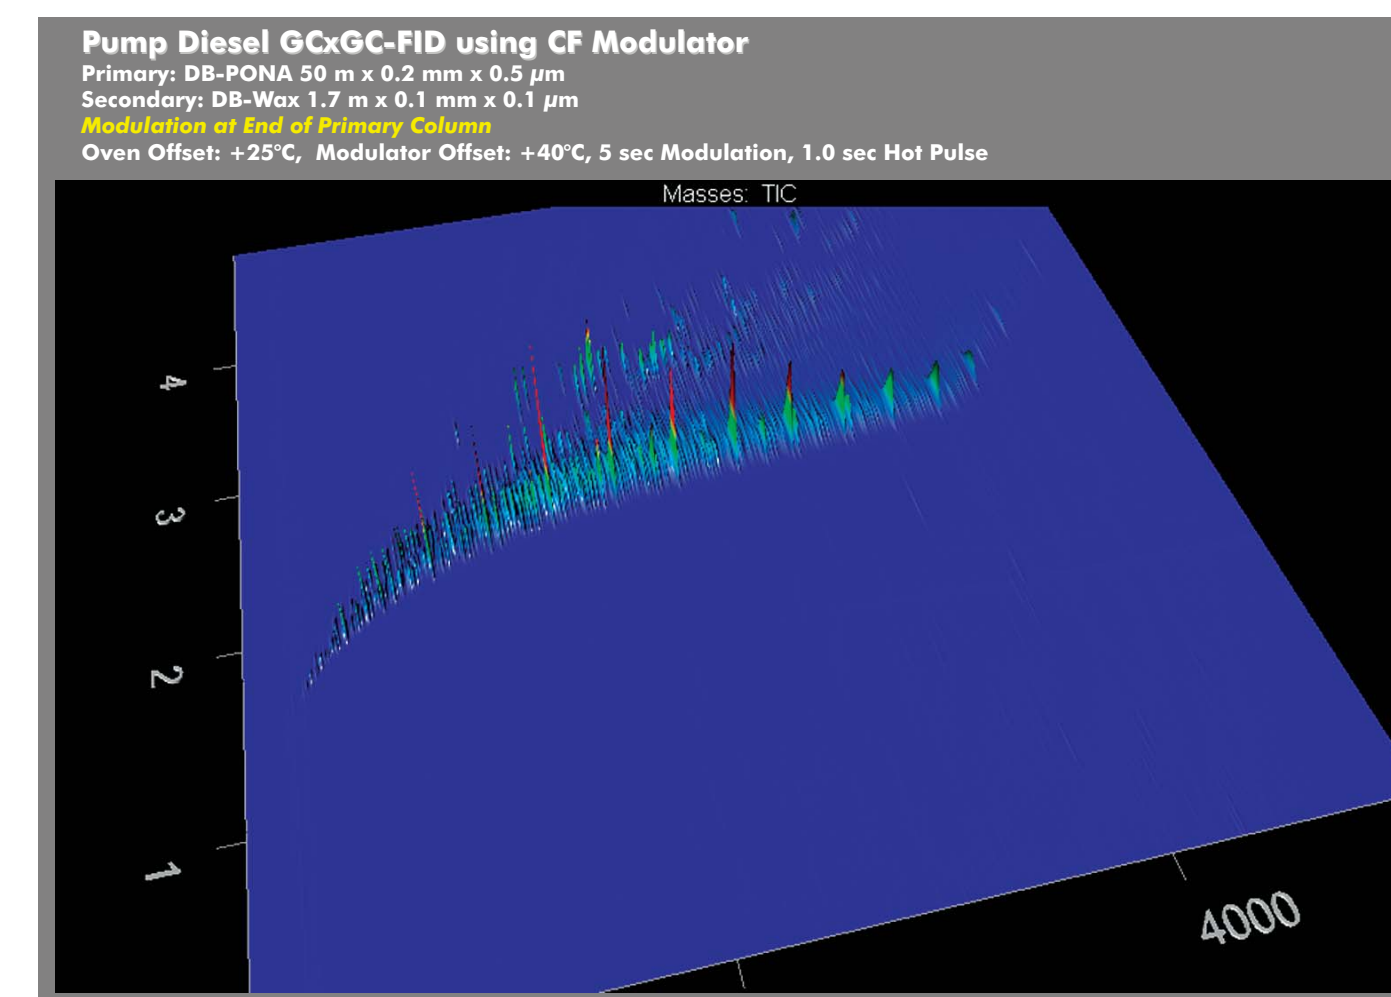 Pump Diesel GCxGC-FID using CF Modulator
Primary: DB-PONA 50 m x 0.2 mm x 0.5 µm
Secondary: DB-Wax 1.7 m x 0.1 mm x 0.1 µm
Modulation at End of Primary Column
Oven Offset: +25°C, Modulator Offset: +40°C, 5 sec Modulation, 1.0 sec Hot Pulse
Masses: TIC
4
3
2
1
4000